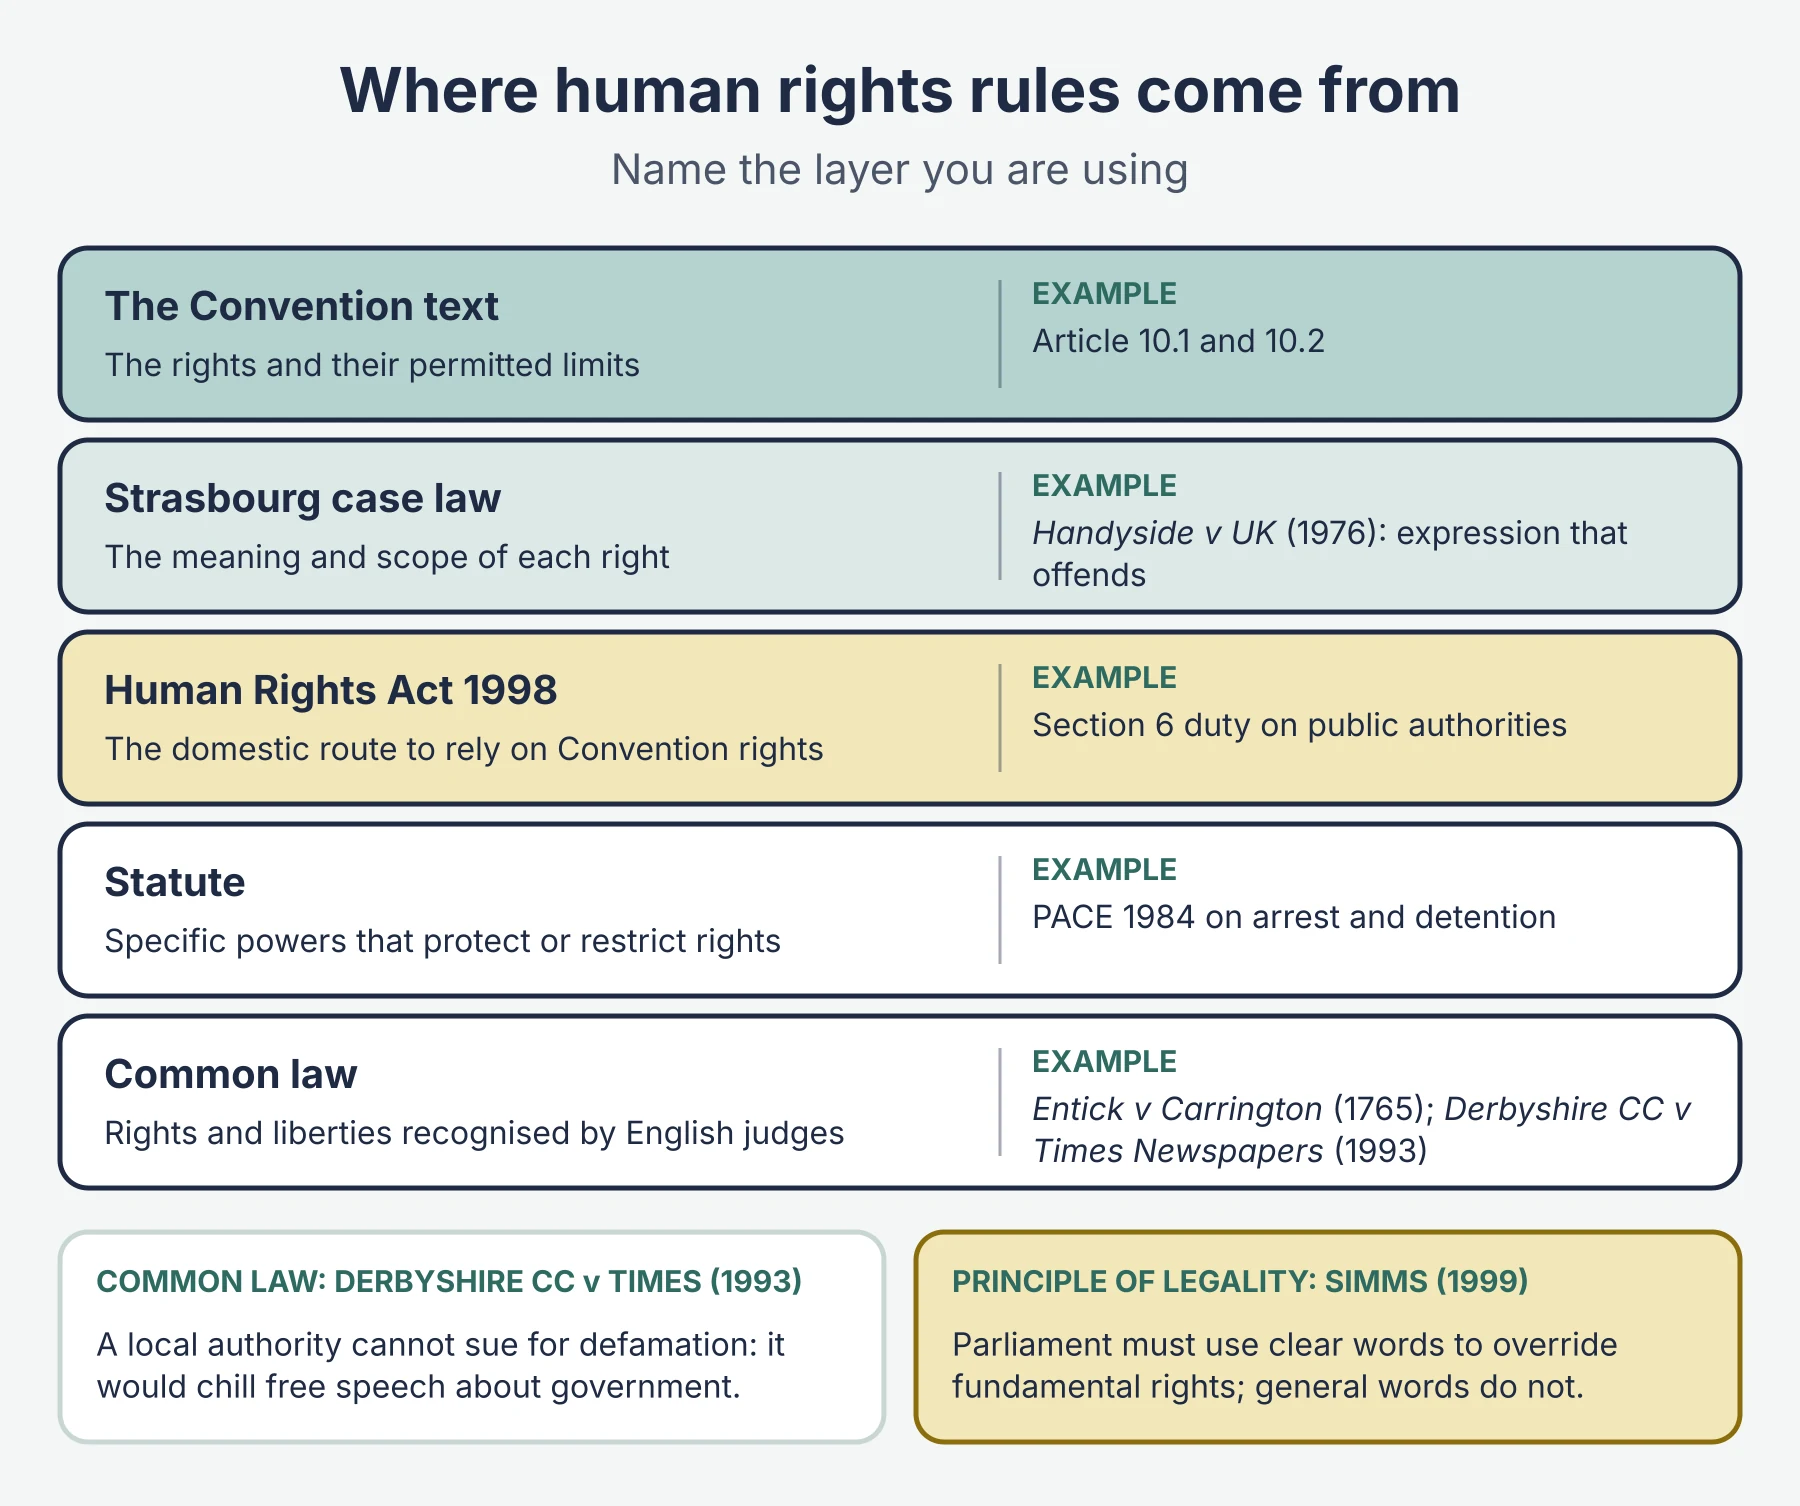 Where human rights rules come from
Name the layer you are using
The Convention text
The rights and their permitted limits
EXAMPLE
Article 10.1 and 10.2
Strasbourg case law
The meaning and scope of each right
EXAMPLE
Handyside v UK (1976): expression that
offends
Human Rights Act 1998
The domestic route to rely on Convention rights
EXAMPLE
Section 6 duty on public authorities
Statute
Specific powers that protect or restrict rights
EXAMPLE
PACE 1984 on arrest and detention
Common law
Rights and liberties recognised by English judges
EXAMPLE
Entick v Carrington (1765); Derbyshire CC v
Times Newspapers (1993)
COMMON LAW: DERBYSHIRE CC v TIMES (1993)
A local authority cannot sue for defamation: it
would chill free speech about government.
PRINCIPLE OF LEGALITY: SIMMS (1999)
Parliament must use clear words to override
fundamental rights; general words do not.